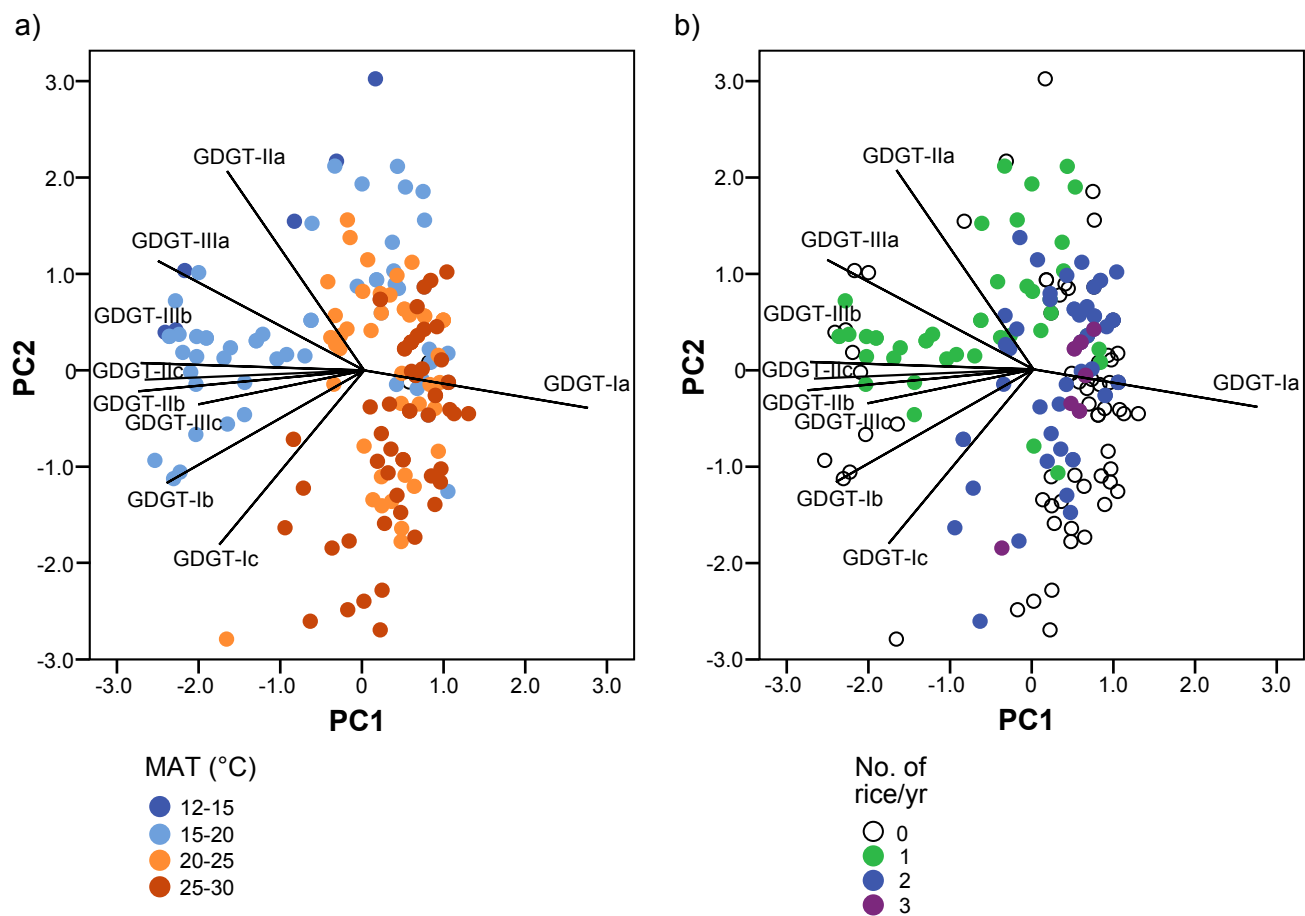 a)
3.0
2.0
1.0
0
-1.0
-2.0
-3.0
PC2
GDGT-IIa
GDGT-IIIa
GDGT-IIIb
GDGT-IIc
GDGT-IIb
GDGT-IIIc
GDGT-Ib
GDGT-Ic
GDGT-Ia
-3.0 -2.0 -1.0 0 1.0 2.0 3.0
PC1
MAT (°C)
12-15
15-20
20-25
25-30
b)
3.0
2.0
1.0
0
-1.0
-2.0
-3.0
PC2
GDGT-IIa
GDGT-IIIa
GDGT-IIIb
GDGT-IIc
GDGT-IIb
GDGT-IIIc
GDGT-Ib
GDGT-Ic
GDGT-Ia
-3.0 -2.0 -1.0 0 1.0 2.0 3.0
PC1
No. of
rice/yr
0
1
2
3